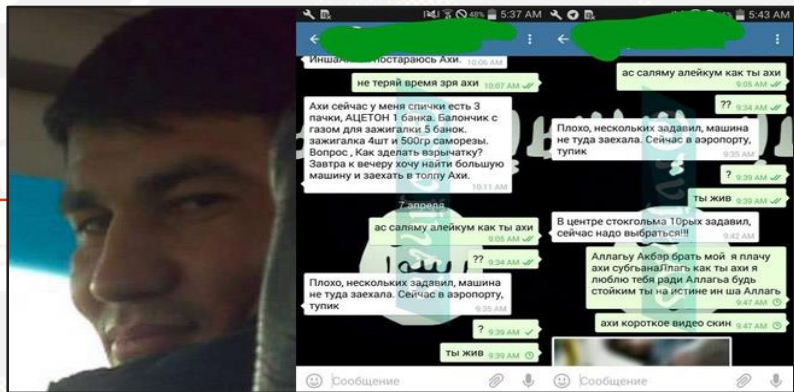 48% 5:37 AM
ИншаАллагь постараюсь Ахи. 10:06 AM
не теряй время зря ахи 10:07 AM
Ахи сейчас у меня спички есть 3
пачки, АЦЕТОН 1 банка. Балончик с
газом для зажигалки 5 банок.
зажигалка 4шт и 500гр саморезы.
Вопрос , Как зделать взрычатку?
Завтра к вечеру хочу найти большую
машину и заехать в толпу Ахи.
10:11 AM
7 апреля
ас саляму алейкум как ты ахи
9:05 AM
?? 9:34 AM
Плохо, нескольких задавил, машина
не туда заехала. Сейчас в аэропорту,
тупик 9:35 AM
? 9:39 AM
ты жив 9:39 AM
Сообщение
5:43 AM
ас саляму алейкум как ты ахи
9:05 AM
?? 9:34 AM
Плохо, нескольких задавил, машина
не туда заехала. Сейчас в аэропорту,
тупик 9:35 AM
? 9:39 AM
ты жив 9:39 AM
В центре стокгольма 10рых задавил,
сейчас надо выбраться!!! 9:42 AM
Аллагьу Акбар брать мой я плачу
ахи субгьанаЛлагь как ты ахи я
люблю тебя ради Аллагьа будь
стойким ты на истине ин ша Аллагь
9:47 AM
ахи короткое видео скин 9:47 AM
Сообщение